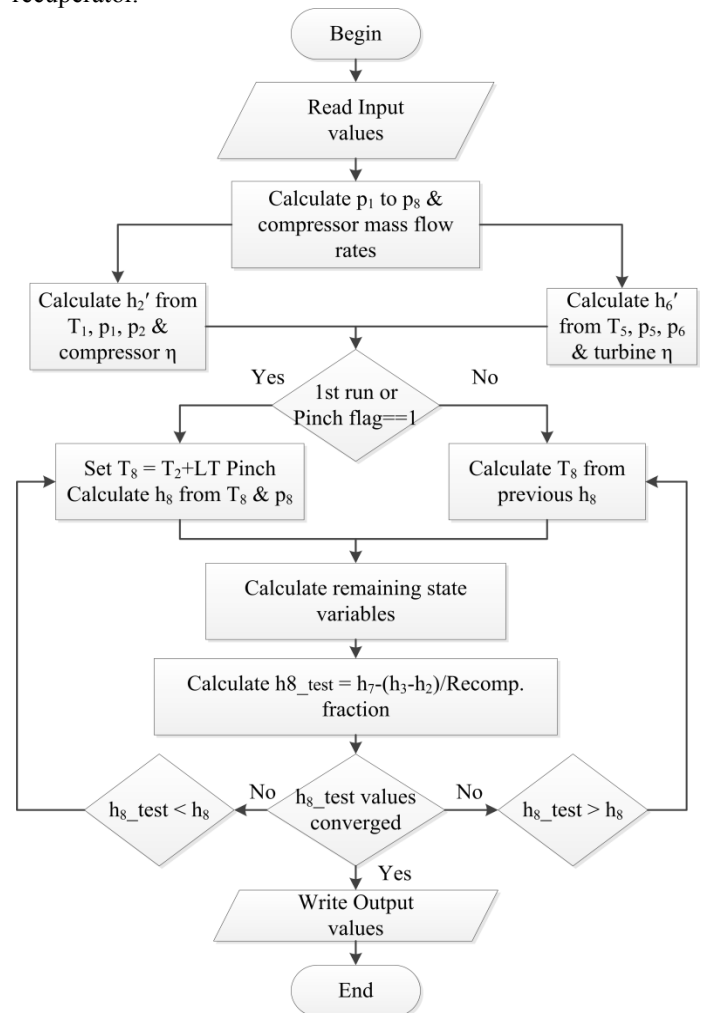 recuperator.
Begin
Read Input
values
Calculate p₁ to p₈ &
compressor mass flow
rates
Calculate h₂′ from
T₁, p₁, p₂ &
compressor η
Calculate h₆′
from T₅, p₅, p₆
& turbine η
Yes
No
1st run or
Pinch flag==1
Set T₈ = T₂+LT Pinch
Calculate h₈ from T₈ & p₈
Calculate T₈ from
previous h₈
Calculate remaining state
variables
Calculate h8_test = h₇-(h₃-h₂)/Recomp.
fraction
h₈_test < h₈
No
h₈_test values
converged
No
h₈_test > h₈
Yes
Write Output
values
End